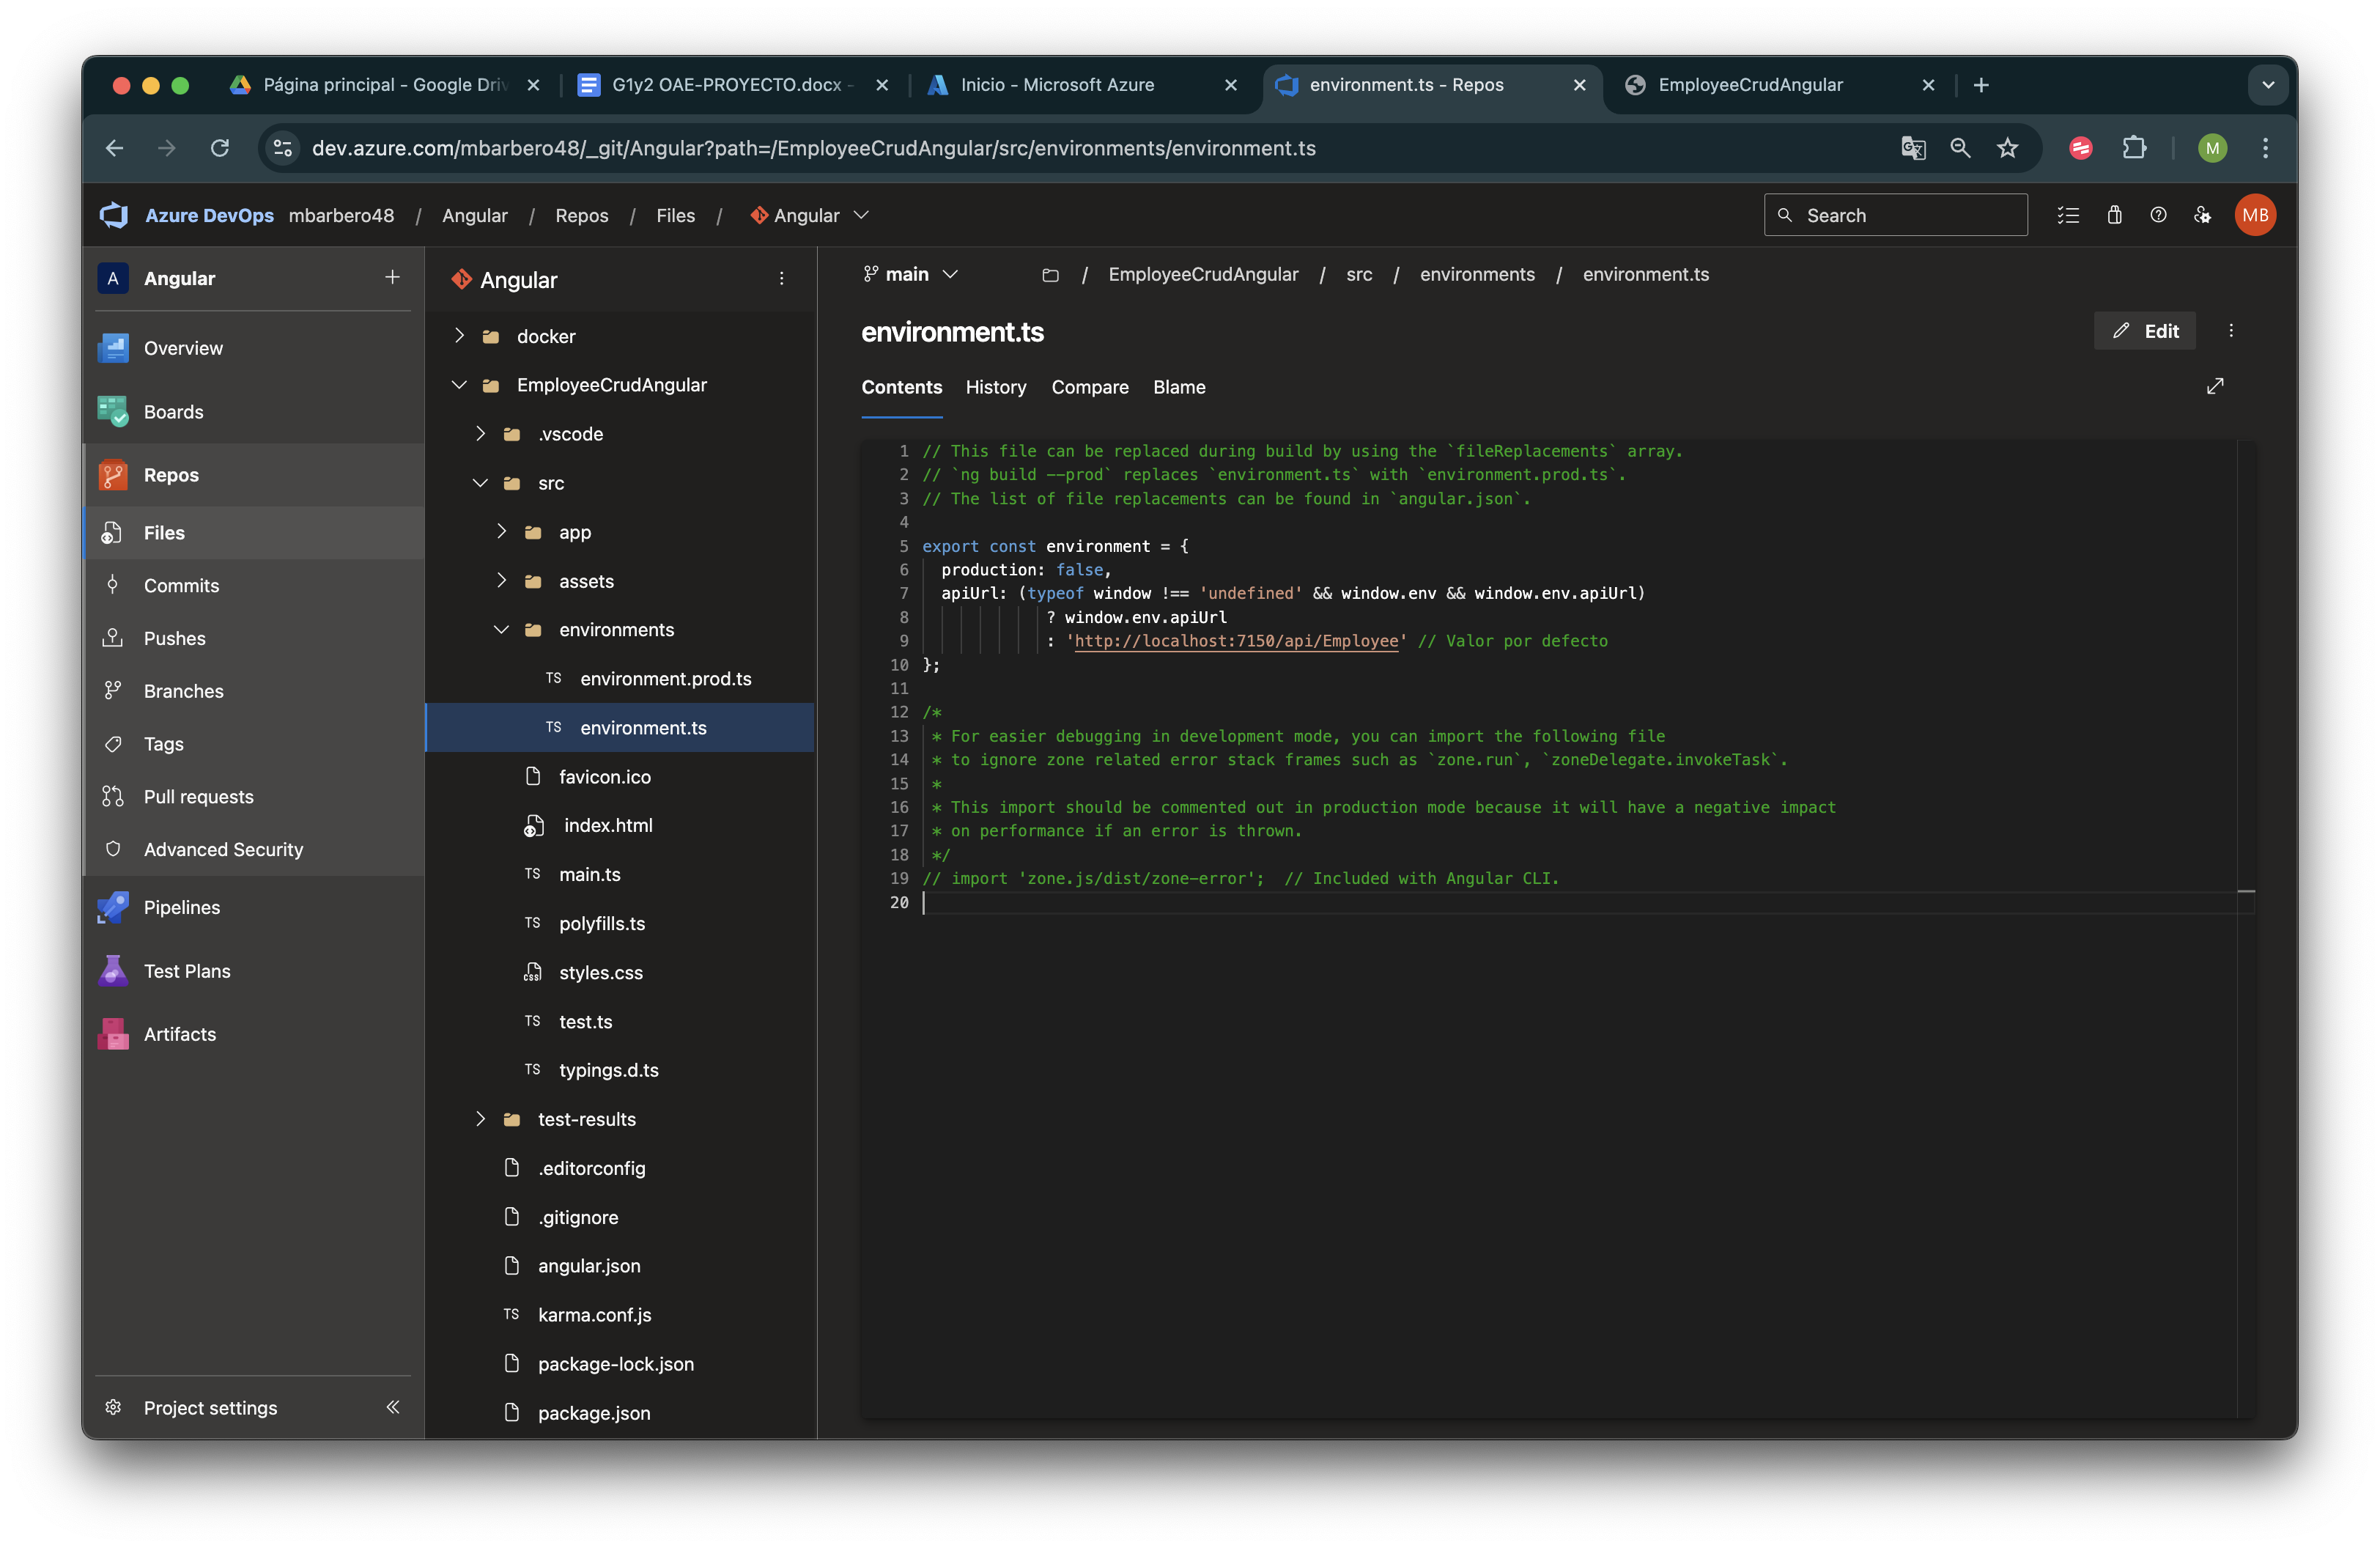 Página principal - Google Driv
G1y2 OAE-PROYECTO.docx -
Inicio - Microsoft Azure
environment.ts - Repos
EmployeeCrudAngular
dev.azure.com/mbarbero48/_git/Angular?path=/EmployeeCrudAngular/src/environments/environment.ts
M
Azure DevOps mbarbero48 / Angular / Repos / Files / Angular
Search
MB
A Angular
Overview
Boards
Repos
Files
Commits
Pushes
Branches
Tags
Pull requests
Advanced Security
Pipelines
Test Plans
Artifacts
Project settings
Angular
docker
EmployeeCrudAngular
.vscode
src
app
assets
environments
TS environment.prod.ts
TS environment.ts
favicon.ico
index.html
TS main.ts
TS polyfills.ts
CSS styles.css
TS test.ts
TS typings.d.ts
test-results
.editorconfig
.gitignore
angular.json
TS karma.conf.js
package-lock.json
package.json
main / EmployeeCrudAngular / src / environments / environment.ts
environment.ts
Edit
Contents History Compare Blame
1 // This file can be replaced during build by using the `fileReplacements` array.
2 // `ng build --prod` replaces `environment.ts` with `environment.prod.ts`.
3 // The list of file replacements can be found in `angular.json`.
4
5 export const environment = {
6 production: false,
7 apiUrl: (typeof window !== 'undefined' && window.env && window.env.apiUrl)
8 ? window.env.apiUrl
9 : 'http://localhost:7150/api/Employee' // Valor por defecto
10 };
11
12 /*
13 * For easier debugging in development mode, you can import the following file
14 * to ignore zone related error stack frames such as `zone.run`, `zoneDelegate.invokeTask`.
15 *
16 * This import should be commented out in production mode because it will have a negative impact
17 * on performance if an error is thrown.
18 */
19 // import 'zone.js/dist/zone-error';  // Included with Angular CLI.
20